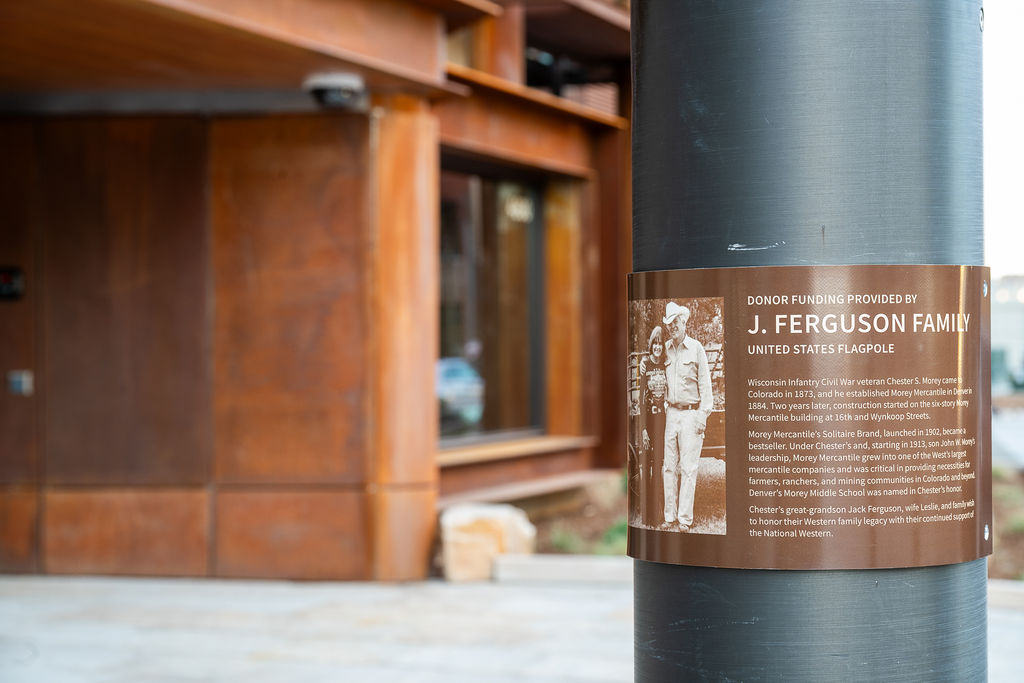 DONOR FUNDING PROVIDED BY
J. FERGUSON FAMILY
UNITED STATES FLAGPOLE
Wisconsin Infantry Civil War veteran Chester S. Morey came to
Colorado in 1873, and he established Morey Mercantile in Denver in
1884. Two years later, construction started on the six-story Morey
Mercantile building at 16th and Wynkoop Streets.
Morey Mercantile's Solitaire Brand, launched in 1902, became a
bestseller. Under Chester's and, starting in 1913, son John W. Morey's
leadership, Morey Mercantile grew into one of the West's largest
mercantile companies and was critical in providing necessities for
farmers, ranchers, and mining communities in Colorado and beyond.
Denver's Morey Middle School was named in Chester's honor.
Chester's great-grandson Jack Ferguson, wife Leslie, and family wish
to honor their Western family legacy with their continued support of
the National Western.